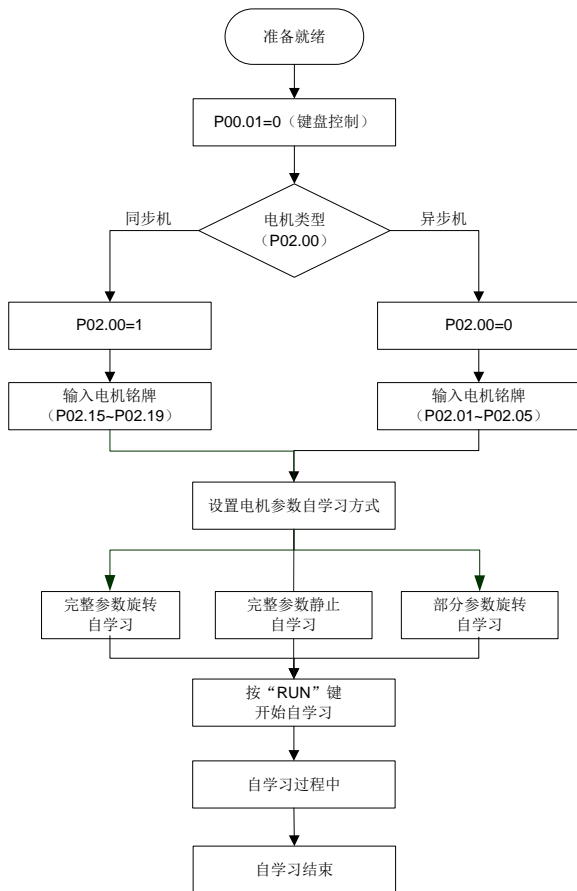 准备就绪
P00.01=0（键盘控制）
同步机
电机类型
（P02.00）
异步机
P02.00=1
P02.00=0
输入电机铭牌
（P02.15~P02.19）
输入电机铭牌
（P02.01~P02.05）
设置电机参数自学习方式
完整参数旋转
自学习
完整参数静止
自学习
部分参数旋转
自学习
按“RUN”键
开始自学习
自学习过程中
自学习结束